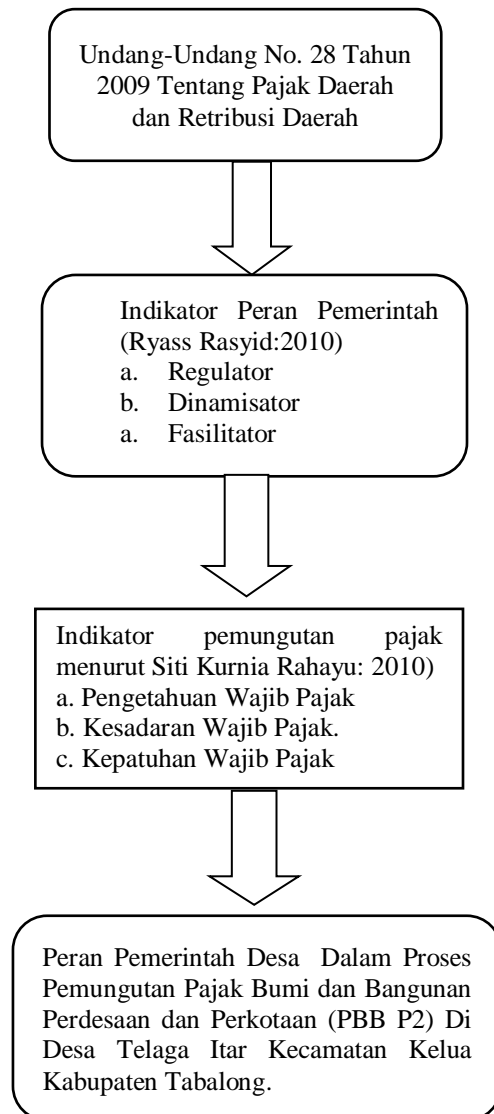 Undang-Undang No. 28 Tahun
2009 Tentang Pajak Daerah
dan Retribusi Daerah
Indikator Peran Pemerintah
(Ryass Rasyid:2010)
a. Regulator
b. Dinamisator
a. Fasilitator
Indikator pemungutan pajak
menurut Siti Kurnia Rahayu: 2010)
a. Pengetahuan Wajib Pajak
b. Kesadaran Wajib Pajak.
c. Kepatuhan Wajib Pajak
Peran Pemerintah Desa Dalam Proses
Pemungutan Pajak Bumi dan Bangunan
Perdesaan dan Perkotaan (PBB P2) Di
Desa Telaga Itar Kecamatan Kelua
Kabupaten Tabalong.